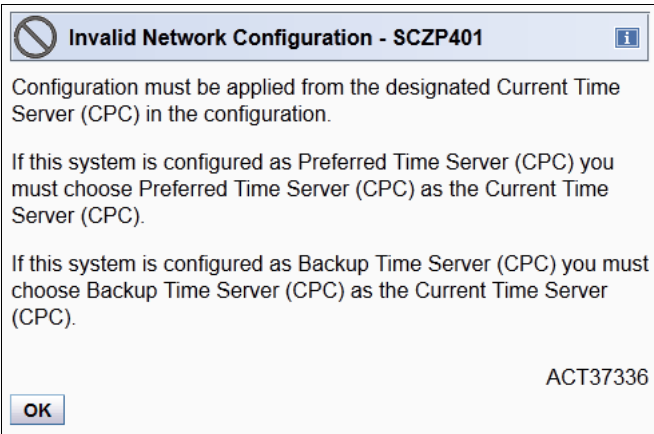 Invalid Network Configuration - SCZP401
i
Configuration must be applied from the designated Current Time
Server (CPC) in the configuration.
If this system is configured as Preferred Time Server (CPC) you
must choose Preferred Time Server (CPC) as the Current Time
Server (CPC).
If this system is configured as Backup Time Server (CPC) you must
choose Backup Time Server (CPC) as the Current Time Server
(CPC).
ACT37336
OK